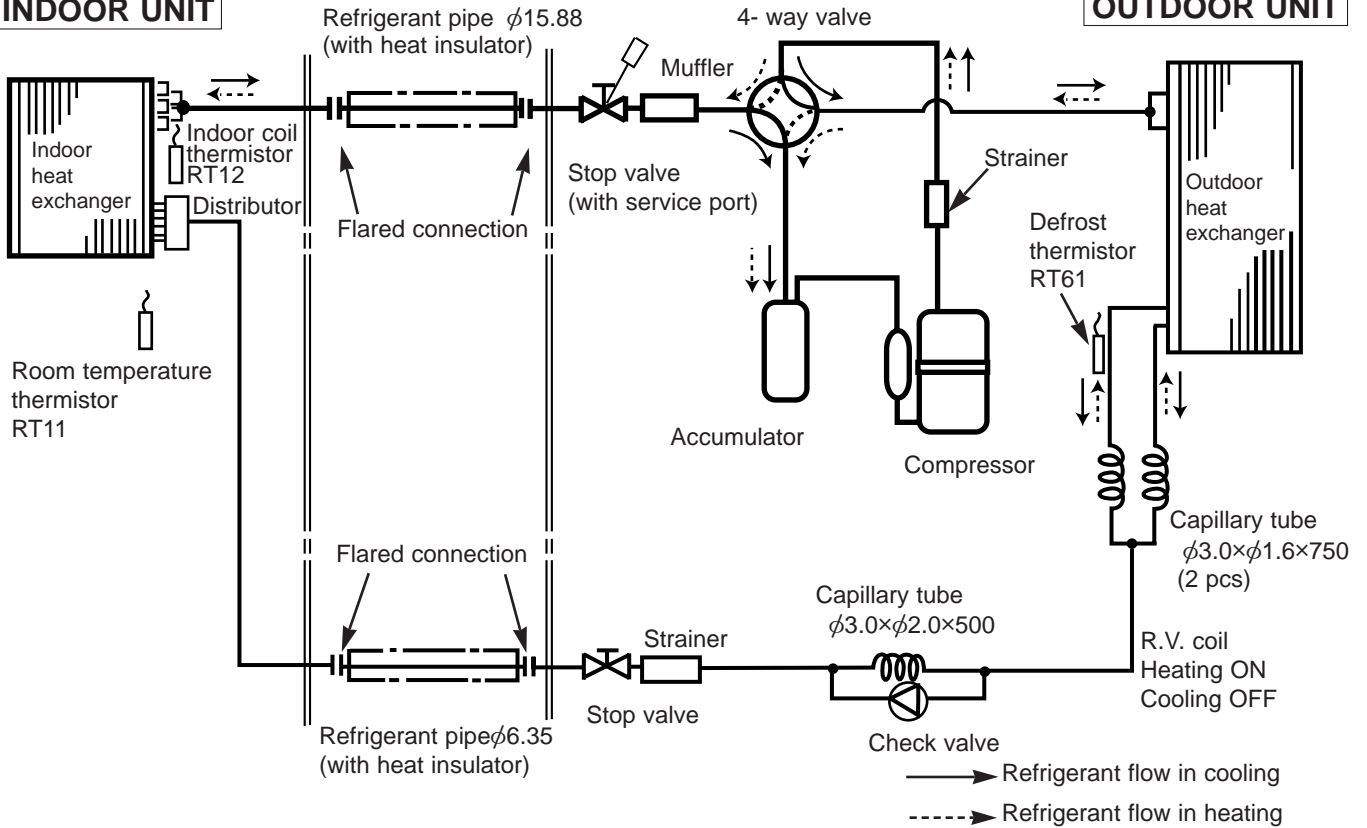 INDOOR UNIT
OUTDOOR UNIT
Refrigerant pipe ϕ15.88
(with heat insulator)
4- way valve
Muffler
Indoor coil
thermistor
RT12
Indoor
heat
exchanger
Distributor
Flared connection
Stop valve
(with service port)
Strainer
Outdoor
heat
exchanger
Defrost
thermistor
RT61
Room temperature
thermistor
RT11
Accumulator
Compressor
Flared connection
Capillary tube
ϕ3.0×ϕ1.6×750
(2 pcs)
Capillary tube
ϕ3.0×ϕ2.0×500
Strainer
R.V. coil
Heating ON
Cooling OFF
Stop valve
Refrigerant pipeϕ6.35
(with heat insulator)
Check valve
Refrigerant flow in cooling
Refrigerant flow in heating